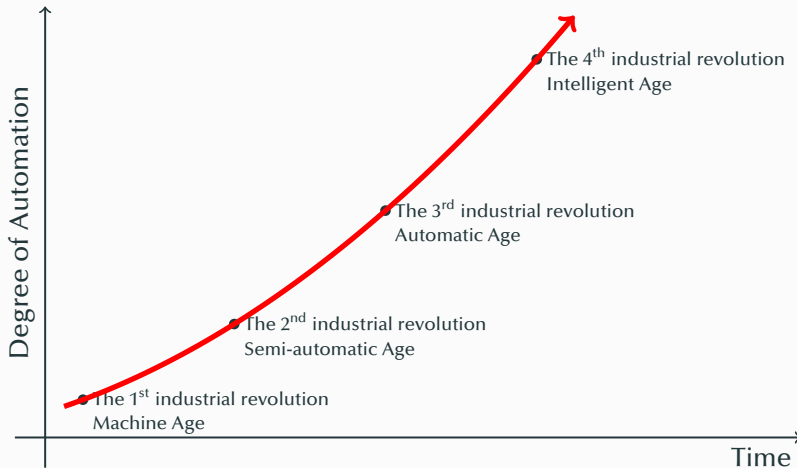 Degree of Automation
The 4th industrial revolution
Intelligent Age
The 3rd industrial revolution
Automatic Age
The 2nd industrial revolution
Semi-automatic Age
The 1st industrial revolution
Machine Age
Time